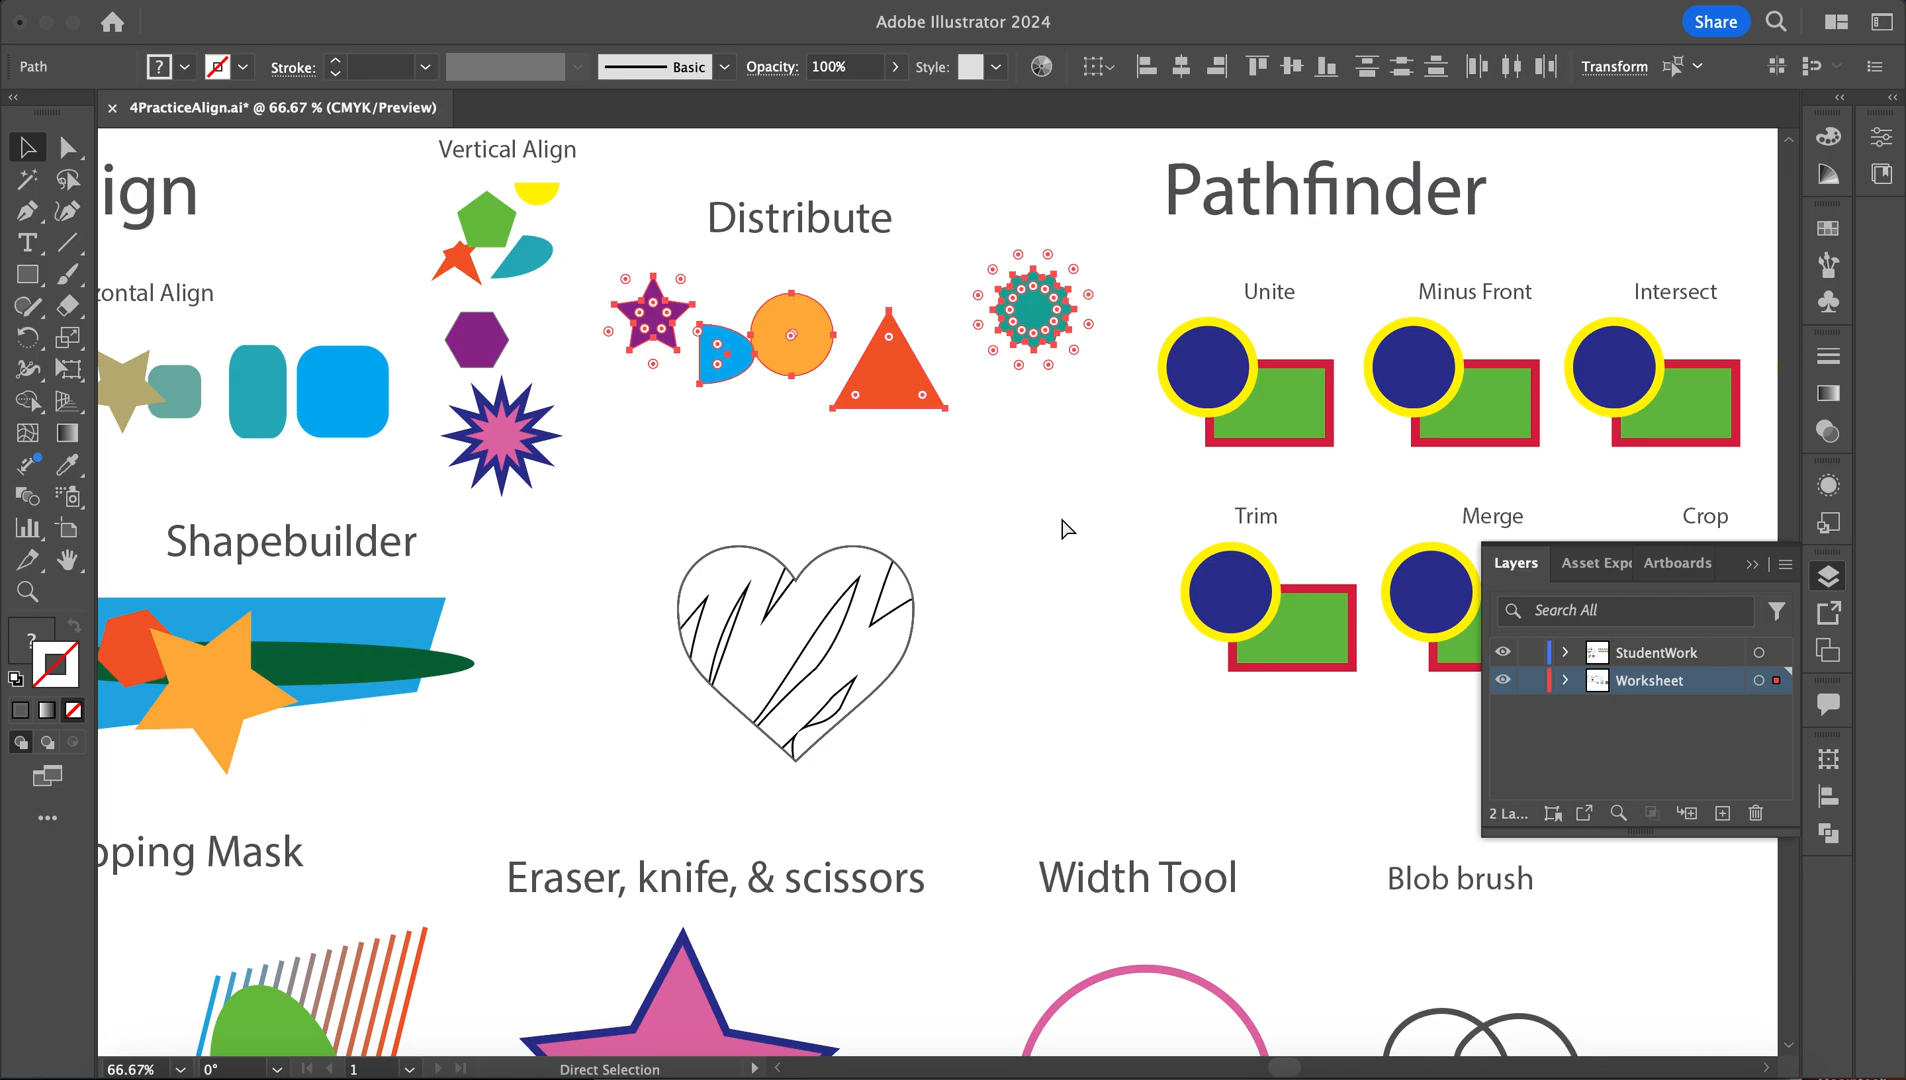 Adobe Illustrator 2024
Share
Path
?
Stroke:
Basic
Opacity:
100%
Style:
Transform
4PracticeAlign.ai* @ 66.67 % (CMYK/Preview)
Vertical Align
ign
Distribute
Pathfinder
zontal Align
Unite
Minus Front
Intersect
Shapebuilder
Trim
Merge
Crop
Layers
Asset Expo
Artboards
Search All
?
StudentWork
Worksheet
2 La...
pping Mask
Eraser, knife, & scissors
Width Tool
Blob brush
66.67%
0°
1
Direct Selection